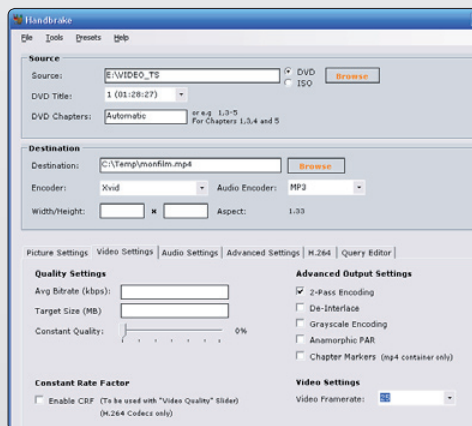 Handbrake
File Tools Presets Help
Source
Source: E:\VIDEO_TS DVD Browse
ISO
DVD Title: 1 (01:28:27)
DVD Chapters: Automatic or e.g 1,3-5
For Chapters 1,3,4 and 5
Destination
Destination: C:\Temp\monfilm.mp4 Browse
Encoder: Xvid Audio Encoder: MP3
Width/Height: x Aspect: 1.33
Picture Settings Video Settings Audio Settings Advanced Settings H.264 Query Editor
Quality Settings Advanced Output Settings
Avg Bitrate (kbps): 2-Pass Encoding
Target Size (MB) De-Interlace
Constant Quality: 0% Grayscale Encoding
Anamorphic PAR
Chapter Markers (mp4 container only)
Constant Rate Factor Video Settings
Enable CRF (To be used with "Video Quality" Slider) Video Framerate: 25
(H.264 Codecs only)